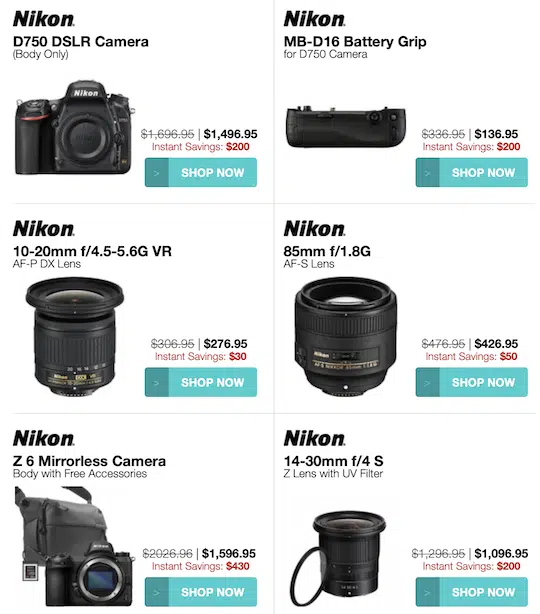 Nikon.
D750 DSLR Camera
(Body Only)
Nikon
$1,696.95 | $1,496.95
Instant Savings: $200
> SHOP NOW
Nikon.
MB-D16 Battery Grip
for D750 Camera
$336.95 | $136.95
Instant Savings: $200
> SHOP NOW
Nikon.
10-20mm f/4.5-5.6G VR
AF-P DX Lens
$306.95 | $276.95
Instant Savings: $30
> SHOP NOW
Nikon.
85mm f/1.8G
AF-S Lens
Nikon
$476.95 | $426.95
Instant Savings: $50
> SHOP NOW
Nikon.
Z 6 Mirrorless Camera
Body with Free Accessories
$2026.96 | $1,596.95
Instant Savings: $430
> SHOP NOW
Nikon.
14-30mm f/4 S
Z Lens with UV Filter
$1,296.95 | $1,096.95
Instant Savings: $200
> SHOP NOW